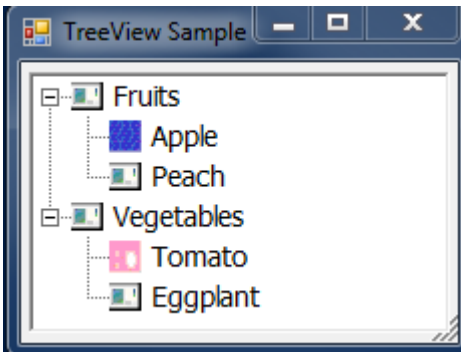 TreeView Sample
Fruits
Apple
Peach
Vegetables
Tomato
Eggplant